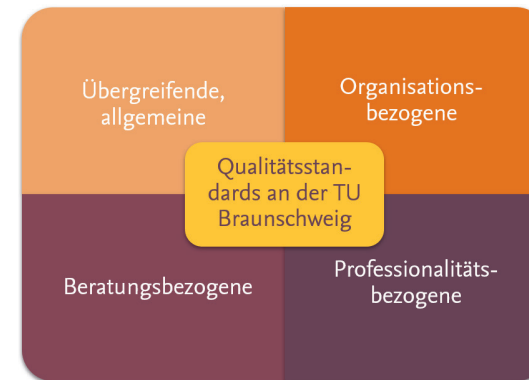 Übergreifende,
allgemeine
Organisations-
bezogene
Qualitätsstan-
dards an der TU
Braunschweig
Beratungsbezogene
Professionalitäts-
bezogene